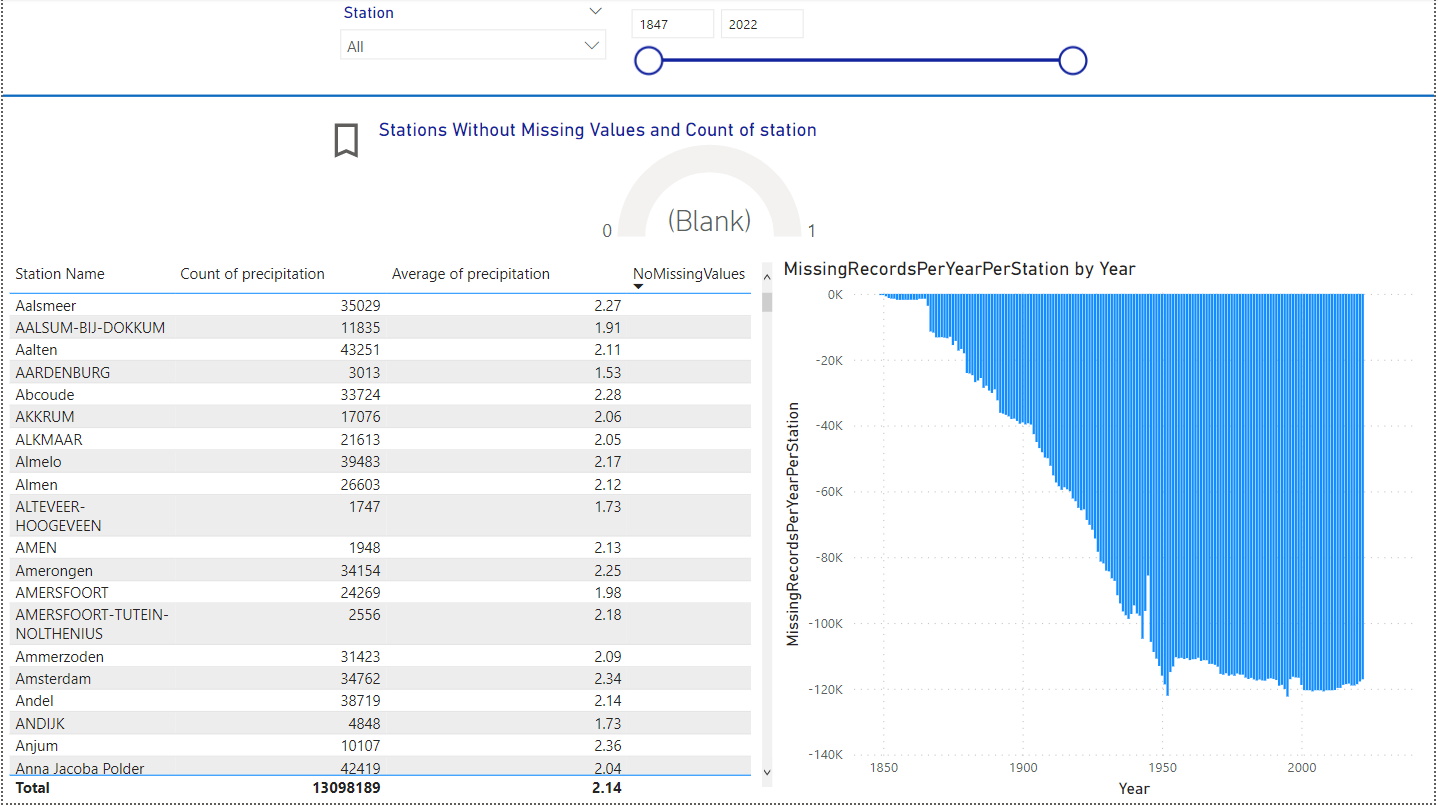 Station
All
1847 2022
Stations Without Missing Values and Count of station
(Blank)
0 1
Station Name Count of precipitation Average of precipitation NoMissingValues
Aalsmeer 35029 2.27
AALSUM-BIJ-DOKKUM 11835 1.91
Aalten 43251 2.11
AARDENBURG 3013 1.53
Abcoude 33724 2.28
AKKRUM 17076 2.06
ALKMAAR 21613 2.05
Almelo 39483 2.17
Almen 26603 2.12
ALTEVEER- 1747 1.73
HOOGEVEEN
AMEN 1948 2.13
Amerongen 34154 2.25
AMERSFOORT 24269 1.98
AMERSFOORT-TUTEIN- 2556 2.18
NOLTHENIUS
Ammerzoden 31423 2.09
Amsterdam 34762 2.34
Andel 38719 2.14
ANDIJK 4848 1.73
Anjum 10107 2.36
Anna Jacoba Polder 42419 2.04
Total 13098189 2.14
MissingRecordsPerYearPerStation by Year
MissingRecordsPerYearPerStation
0K
-20K
-40K
-60K
-80K
-100K
-120K
-140K
1850 1900 1950 2000
Year